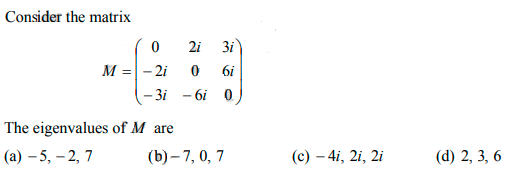 Consider the matrix
0 2i 3i
M = -2i 0 6i
-3i -6i 0
The eigenvalues of M are
(a) -5, -2, 7 (b) -7, 0, 7 (c) -4i, 2i, 2i (d) 2, 3, 6